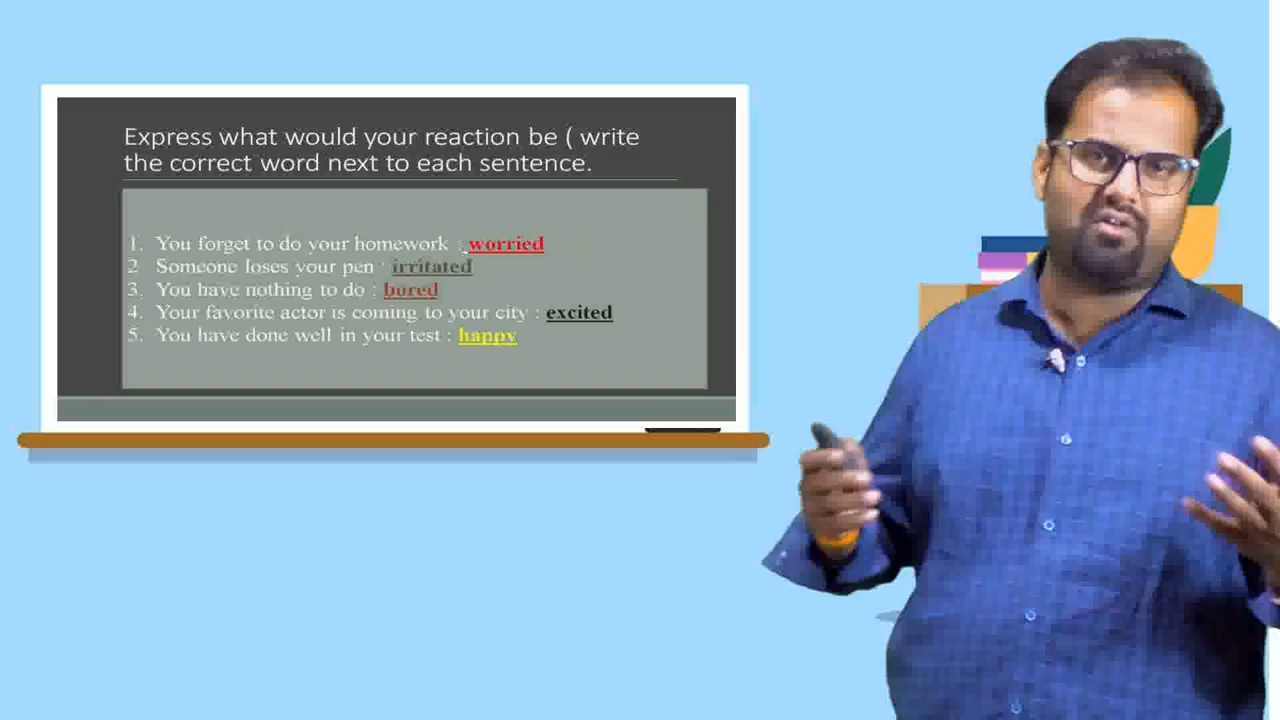 Express what would your reaction be ( write
the correct word next to each sentence.
1. You forget to do your homework : worried
2 Someone loses your pen : irritated
3. You have nothing to do : bored
4. Your favorite actor is coming to your city : excited
5. You have done well in your test : happy